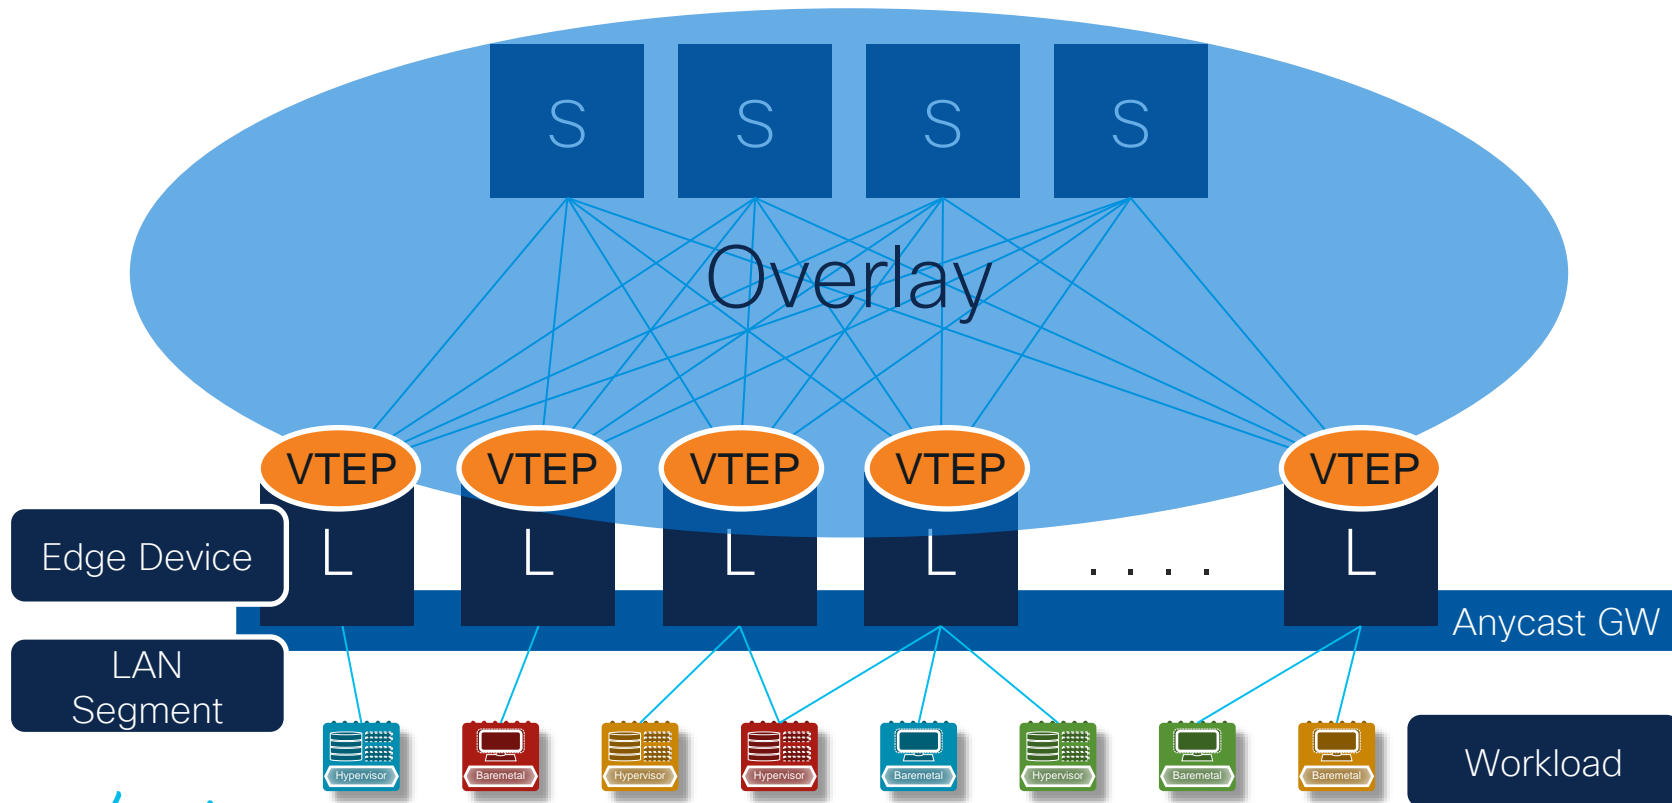 S
S
S
S
Overlay
VTEP
VTEP
VTEP
VTEP
VTEP
Edge Device
L
L
L
L
. . . .
L
Anycast GW
LAN
Segment
Hypervisor
Baremetal
Hypervisor
Hypervisor
Baremetal
Hypervisor
Baremetal
Baremetal
Workload